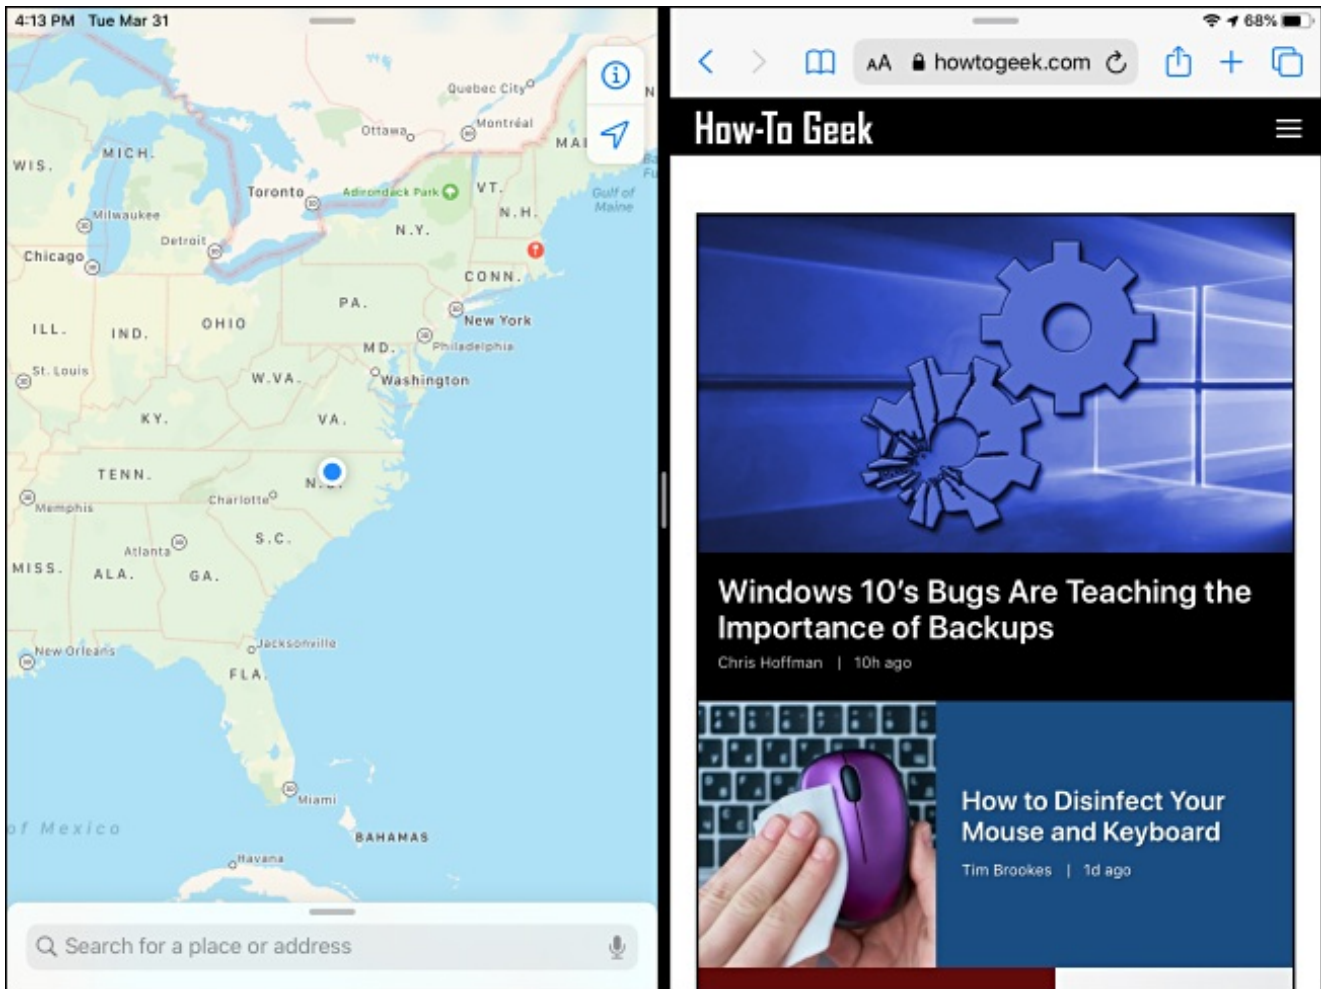 4:13 PM Tue Mar 31
Quebec City
Ottawa
Montréal
MICH.
WIS.
Toronto
Adirondack Park
VT.
Gulf of
Maine
Milwaukee
N.H.
N.Y.
Detroit
Chicago
CONN.
PA.
New York
ILL.
IND.
OHIO
MD.
Philadelphia
St. Louis
W.VA.
Washington
KY.
VA.
TENN.
Charlotte
Memphis
Atlanta
S.C.
MISS.
ALA.
GA.
Jacksonville
New Orleans
FLA.
Miami
of Mexico
BAHAMAS
Havana
Search for a place or address
68%
AA howtogeek.com
How-To Geek
Windows 10's Bugs Are Teaching the
Importance of Backups
Chris Hoffman | 10h ago
How to Disinfect Your
Mouse and Keyboard
Tim Brookes | 1d ago